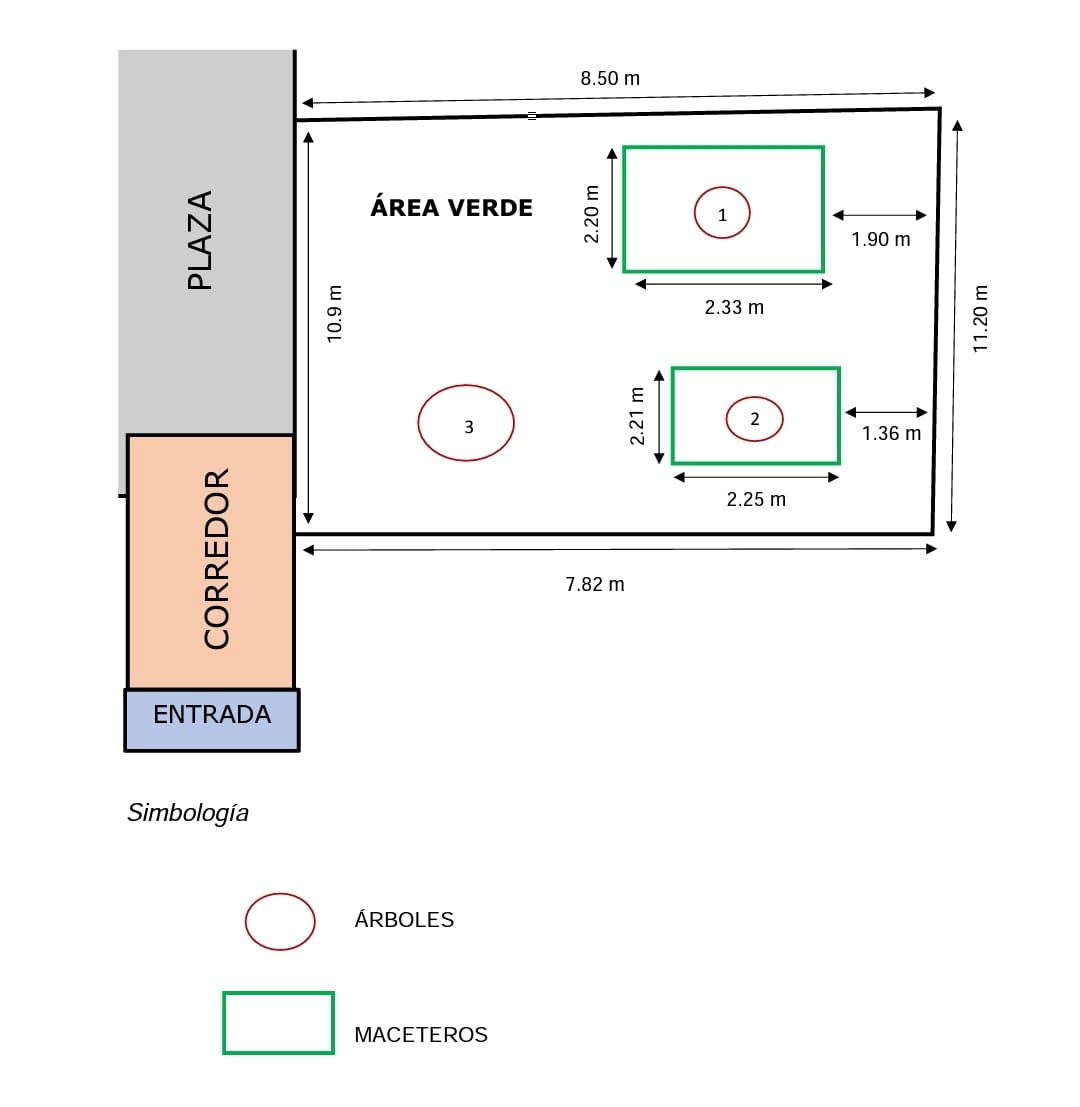 8.50 m
PLAZA
ÁREA VERDE
2.20 m
1
1.90 m
2.33 m
10.9 m
11.20 m
3
2.21 m
2
1.36 m
2.25 m
CORREDOR
7.82 m
ENTRADA
Simbología
ÁRBOLES
MACETEROS